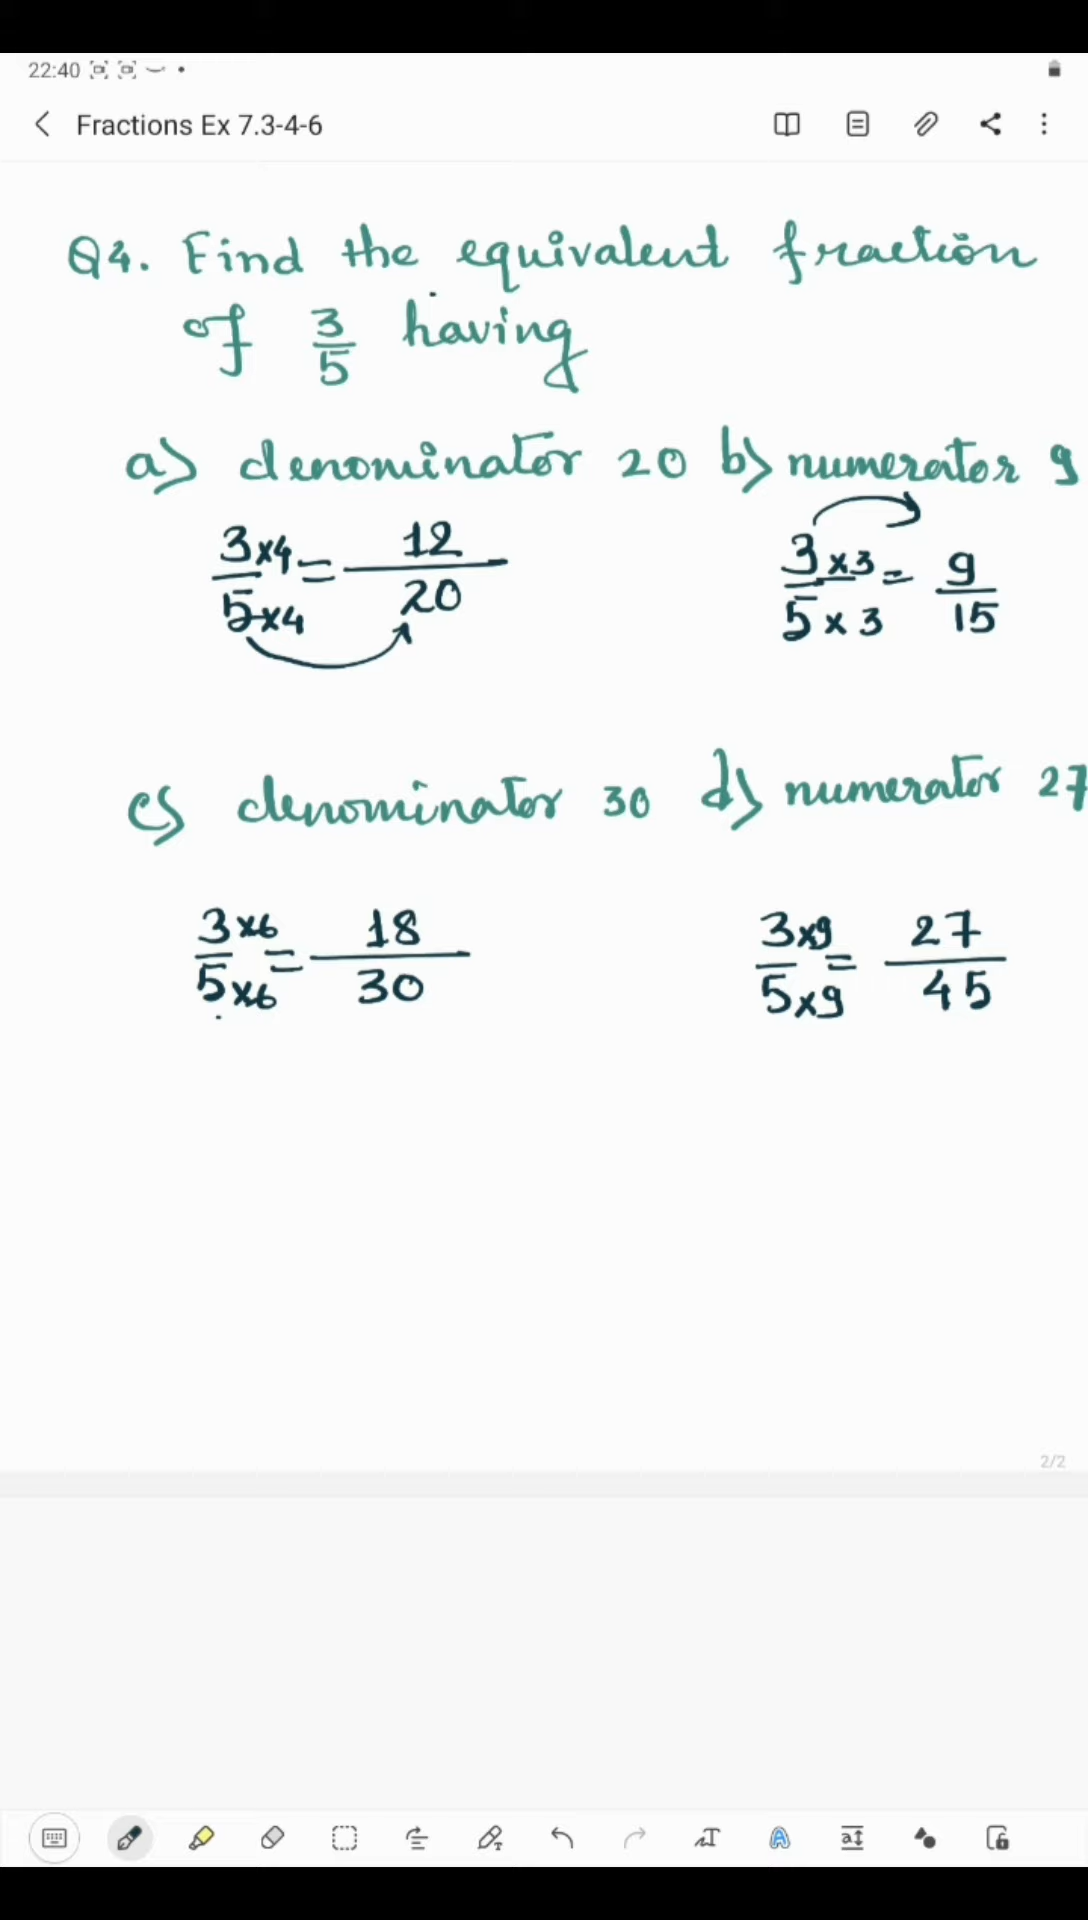 22:40
Fractions Ex 7.3-4-6
Q4. Find the equivalent fraction
of 3/5 having
a) denominator 20 b) numerator 9
3×4/5×4 = 12/20 3×3/5×3 = 9/15
c) denominator 30 d) numerator 27
3×6/5×6 = 18/30 3×9/5×9 = 27/45
2/2